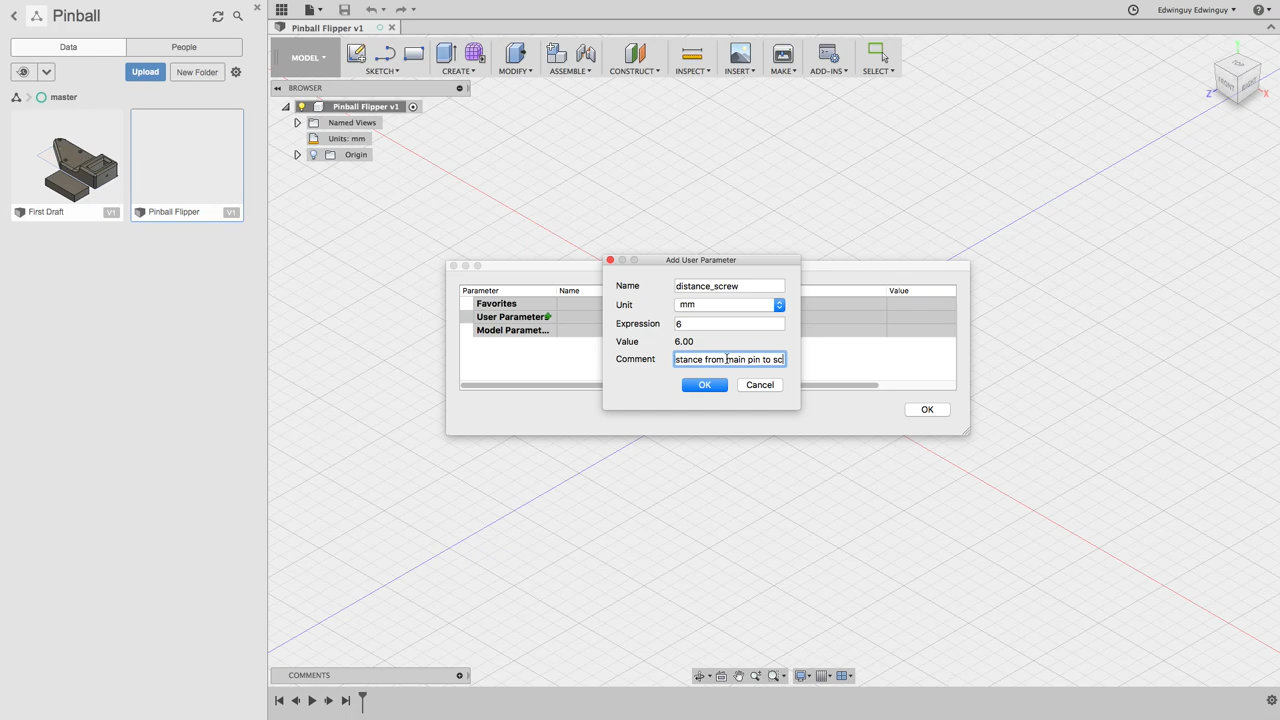 Pinball
Data
People
Upload
New Folder
master
First Draft
V1
Pinball Flipper
V1
Edwinguy Edwinguy
Pinball Flipper v1
MODEL
SKETCH
CREATE
MODIFY
ASSEMBLE
CONSTRUCT
INSPECT
INSERT
MAKE
ADD-INS
SELECT
BROWSER
Pinball Flipper v1
Named Views
Units: mm
Origin
TOP
FRONT
RIGHT
Y
Z
X
Parameter
Name
Value
Favorites
User Parameters
Model Paramet...
OK
Add User Parameter
Name
distance_screw
Unit
mm
Expression
6
Value
6.00
Comment
stance from main pin to sc
OK
Cancel
COMMENTS